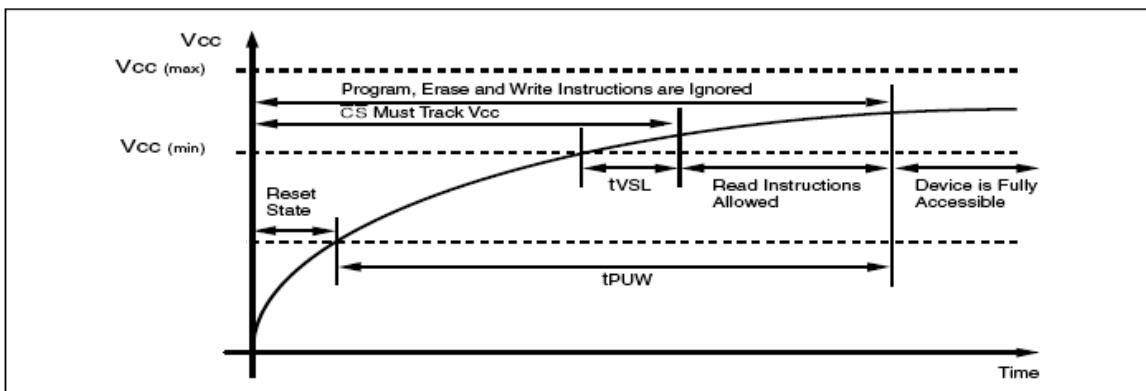 Vcc
Vcc (max)
Program, Erase and Write Instructions are Ignored
CS Must Track Vcc
Vcc (min)
tVSL
Read Instructions
Allowed
Device is Fully
Accessible
Reset
State
tPUW
Time